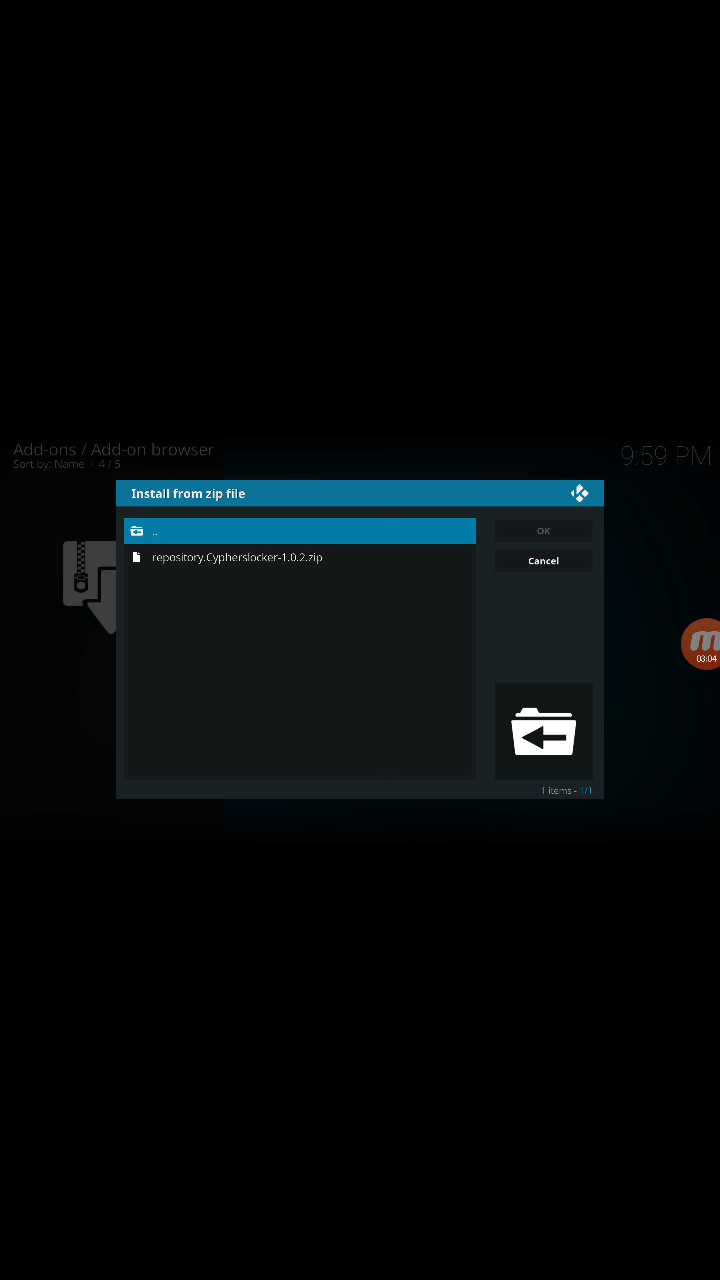 Add-ons / Add-on browser
Sort by: Name · 4 / 5
9:59 PM
Install from zip file
..
OK
repository.Cypherslocker-1.0.2.zip
Cancel
m
03:04
1 items - 1/1